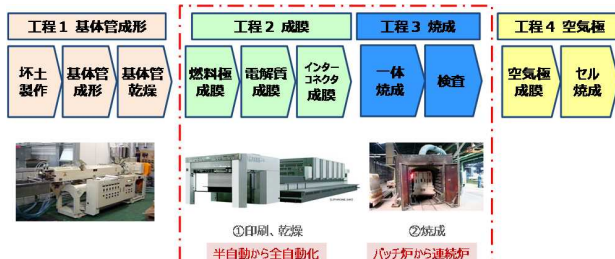 工程1 基体管成形
工程2 成膜
工程3 焼成
工程4 空気極
坏土
製作
基体管
成形
基体管
乾燥
燃料極
成膜
電解質
成膜
インター
コネクタ
成膜
一体
焼成
検査
空気極
成膜
セル
焼成
①印刷、乾燥
②焼成
半自動から全自動化
バッチ炉から連続炉